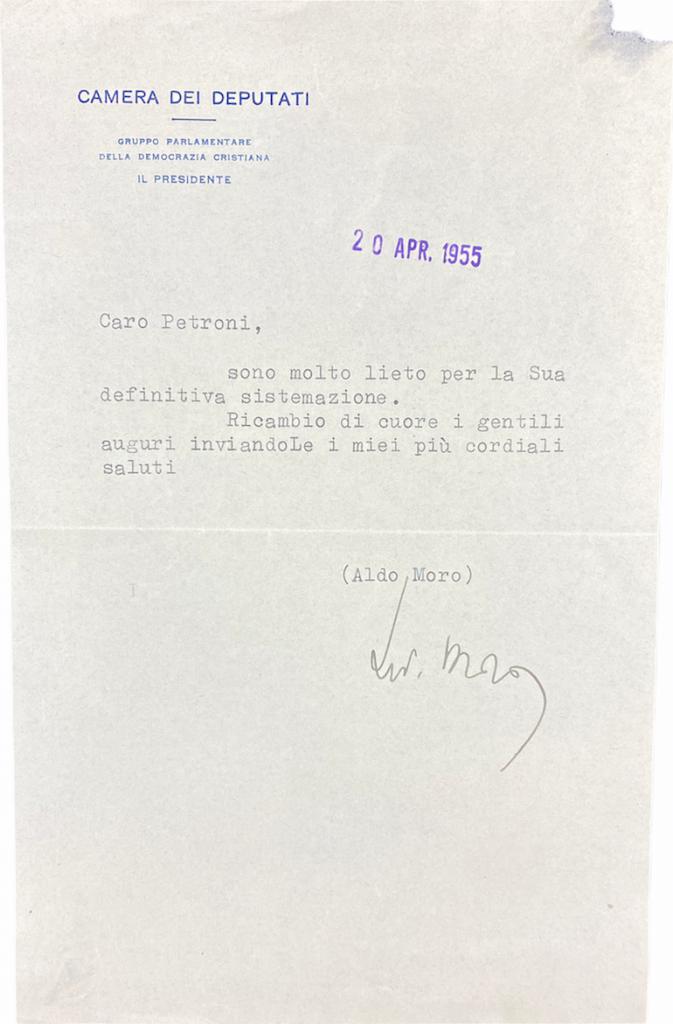 CAMERA DEI DEPUTATI
GRUPPO PARLAMENTARE
DELLA DEMOCRAZIA CRISTIANA
IL PRESIDENTE
20 APR. 1955
Caro Petroni,
sono molto lieto per la Sua
definitiva sistemazione.
Ricambio di cuore i gentili
auguri inviandoLe i miei più cordiali
saluti
(Aldo Moro)
Moro